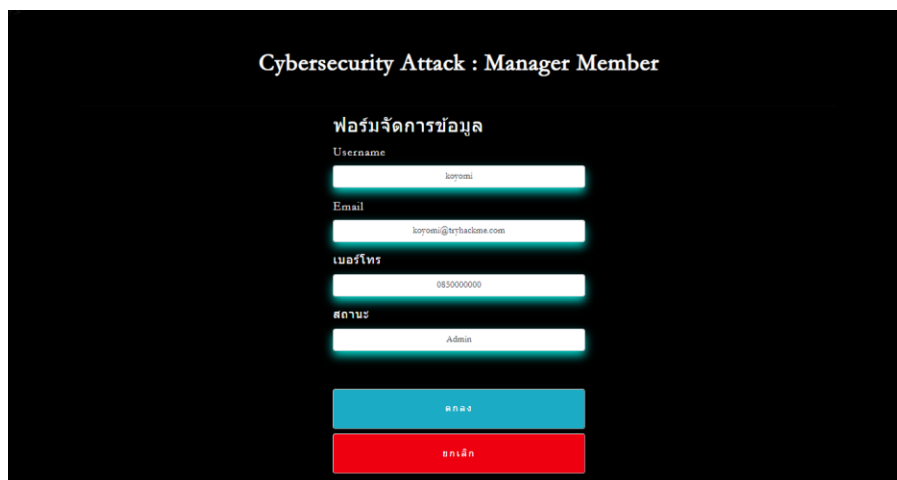 Cybersecurity Attack : Manager Member
ฟอร์มจัดการข้อมูล
Username
koyomi
Email
koyomi@tryhackme.com
เบอร์โทร
0850000000
สถานะ
Admin
ตกลง
ยกเลิก